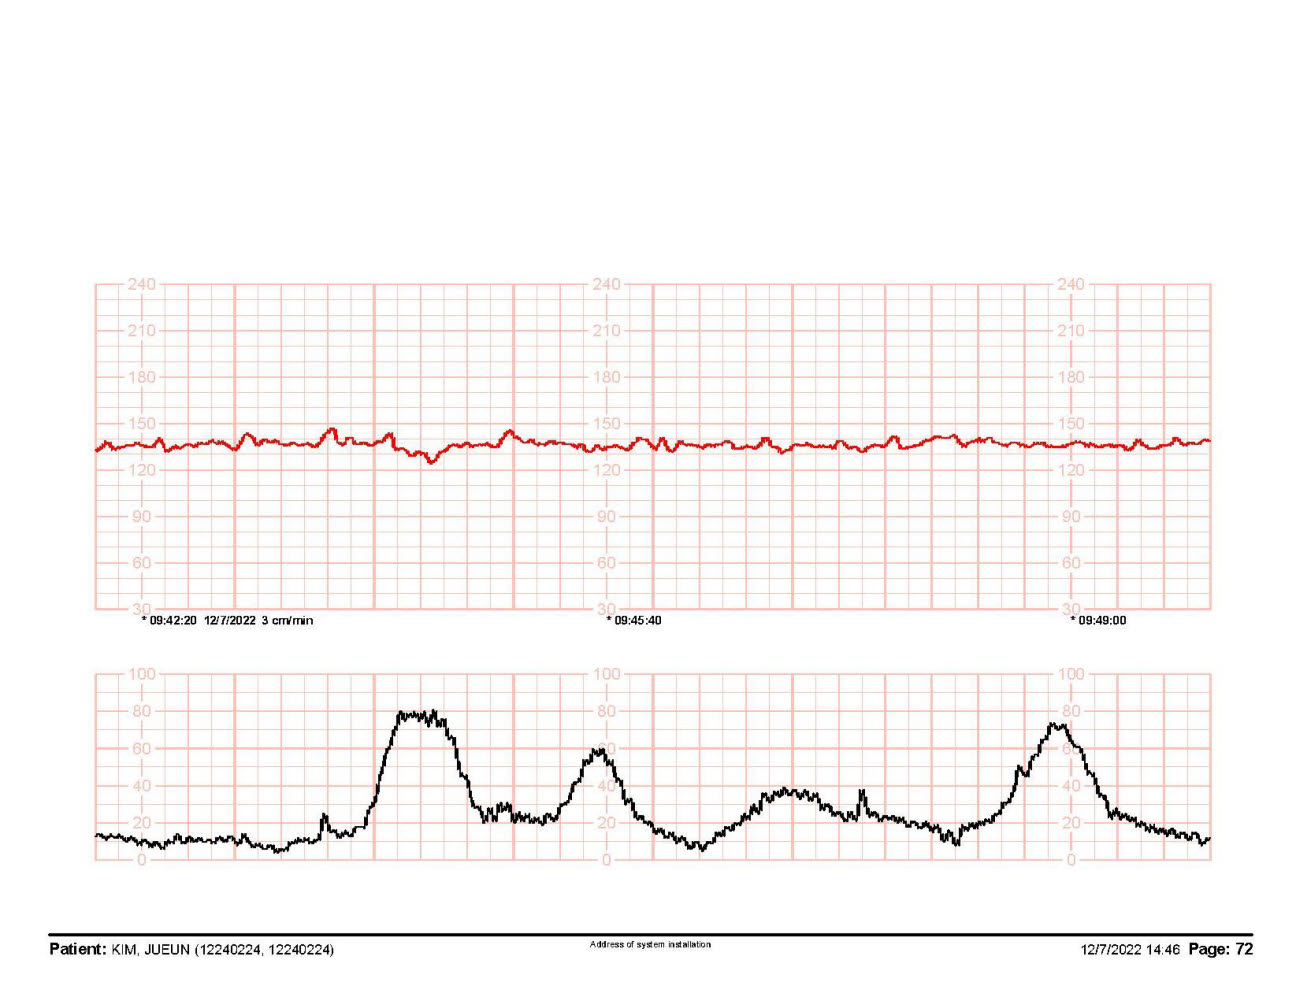 240 240 240
210 210 210
180 180 180
150 150 150
120 120 120
90 90 90
60 60 60
30 30 30
* 09:42:20 12/7/2022 3 cm/min * 09:45:40 * 09:49:00
100 100 100
80 80 80
60 60 60
40 40 40
20 20 20
0 0 0
Patient: KIM, JUEUN (12240224, 12240224) Address of system installation 12/7/2022 14:46 Page: 72